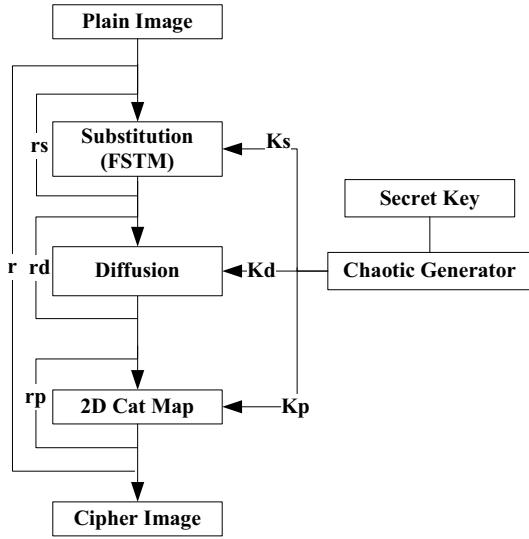 Plain Image
rs
Substitution
(FSTM)
Ks
Secret Key
r
rd
Diffusion
Kd
Chaotic Generator
rp
2D Cat Map
Kp
Cipher Image